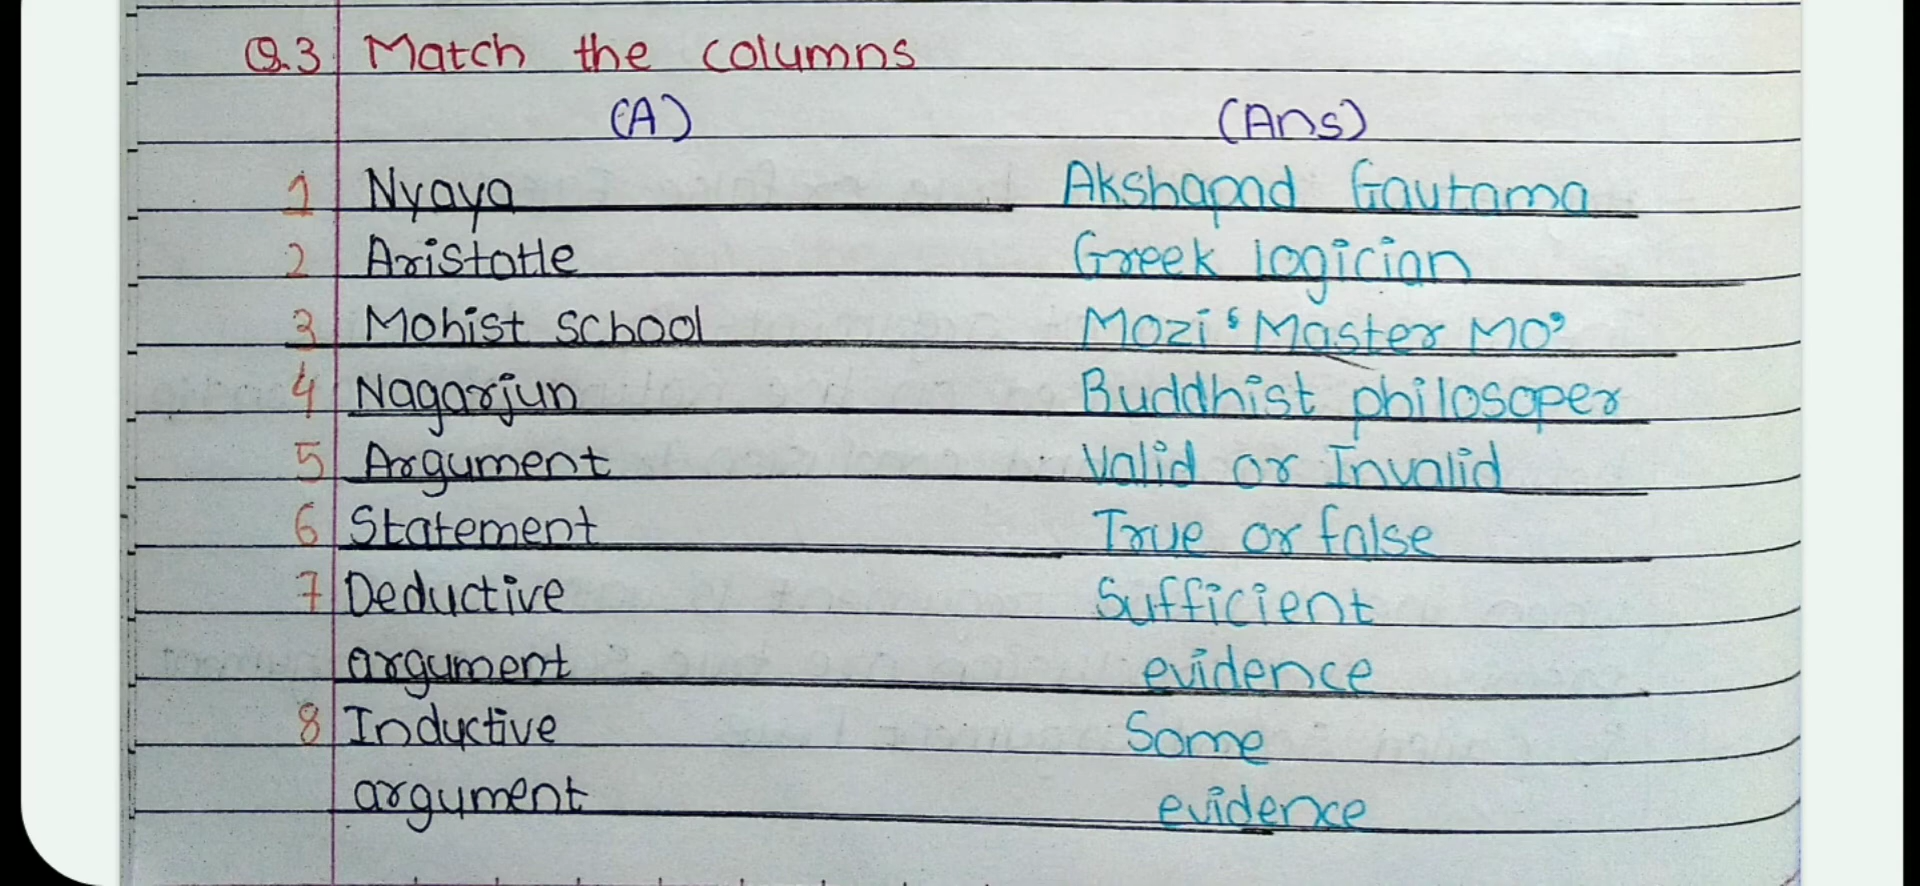 Q.3 Match the columns
(A) (Ans)
1 Nyaya Akshapad Gautama
2 Aristotle Greek logician
3 Mohist School Mozi 'Master Mo'
4 Nagarjun Buddhist philosoper
5 Argument Valid or Invalid
6 Statement True or false
7 Deductive Sufficient
argument evidence
8 Inductive Some
argument evidence